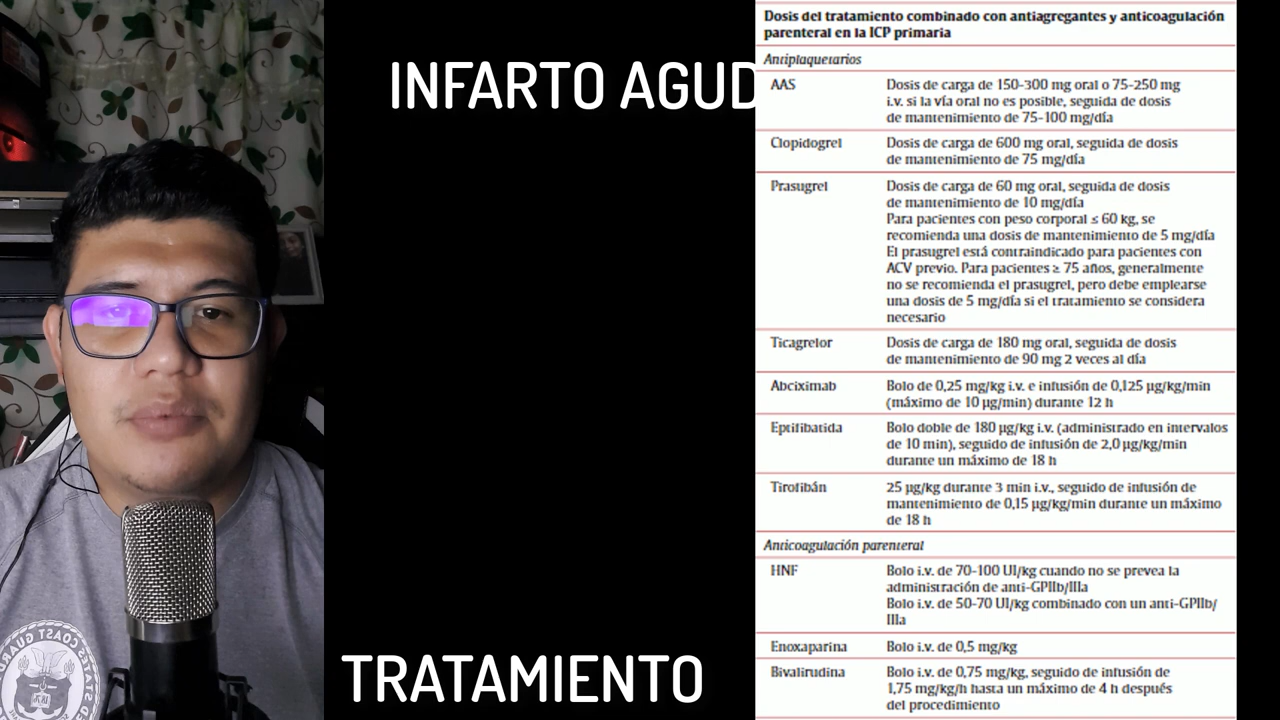 INFARTO AGUD
TRATAMIENTO
Dosis del tratamiento combinado con antiagregantes y anticoagulación
parenteral en la ICP primaria
Antiplaquetarios
AAS
Dosis de carga de 150-300 mg oral o 75-250 mg
i.v. si la vía oral no es posible, seguida de dosis
de mantenimiento de 75-100 mg/día
Clopidogrel
Dosis de carga de 600 mg oral, seguida de dosis
de mantenimiento de 75 mg/día
Prasugrel
Dosis de carga de 60 mg oral, seguida de dosis
de mantenimiento de 10 mg/día
Para pacientes con peso corporal ≤ 60 kg, se
recomienda una dosis de mantenimiento de 5 mg/día
El prasugrel está contraindicado para pacientes con
ACV previo. Para pacientes ≥ 75 años, generalmente
no se recomienda el prasugrel, pero debe emplearse
una dosis de 5 mg/día si el tratamiento se considera
necesario
Ticagrelor
Dosis de carga de 180 mg oral, seguida de dosis
de mantenimiento de 90 mg 2 veces al día
Abciximab
Bolo de 0,25 mg/kg i.v. e infusión de 0,125 µg/kg/min
(máximo de 10 µg/min) durante 12 h
Eptifibatida
Bolo doble de 180 µg/kg i.v. (administrado en intervalos
de 10 min), seguido de infusión de 2,0 µg/kg/min
durante un máximo de 18 h
Tirofibán
25 µg/kg durante 3 min i.v., seguido de infusión de
mantenimiento de 0,15 µg/kg/min durante un máximo
de 18 h
Anticoagulación parenteral
HNF
Bolo i.v. de 70-100 UI/kg cuando no se prevea la
administración de anti-GPIIb/IIIa
Bolo i.v. de 50-70 UI/kg combinado con un anti-GPIIb/
IIIa
Enoxaparina
Bolo i.v. de 0,5 mg/kg
Bivalirudina
Bolo i.v. de 0,75 mg/kg, seguido de infusión de
1,75 mg/kg/h hasta un máximo de 4 h después
del procedimiento